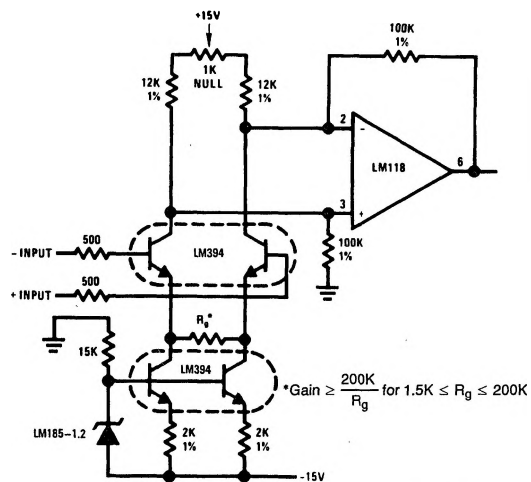 +15V
100K
1%
12K
1%
1K
NULL
12K
1%
2
-
LM118
6
3
+
100K
1%
- INPUT
500
LM394
+ INPUT
500
Rg*
15K
LM394
*Gain ≥ 200K/Rg for 1.5K ≤ Rg ≤ 200K
LM185-1.2
2K
1%
2K
1%
-15V